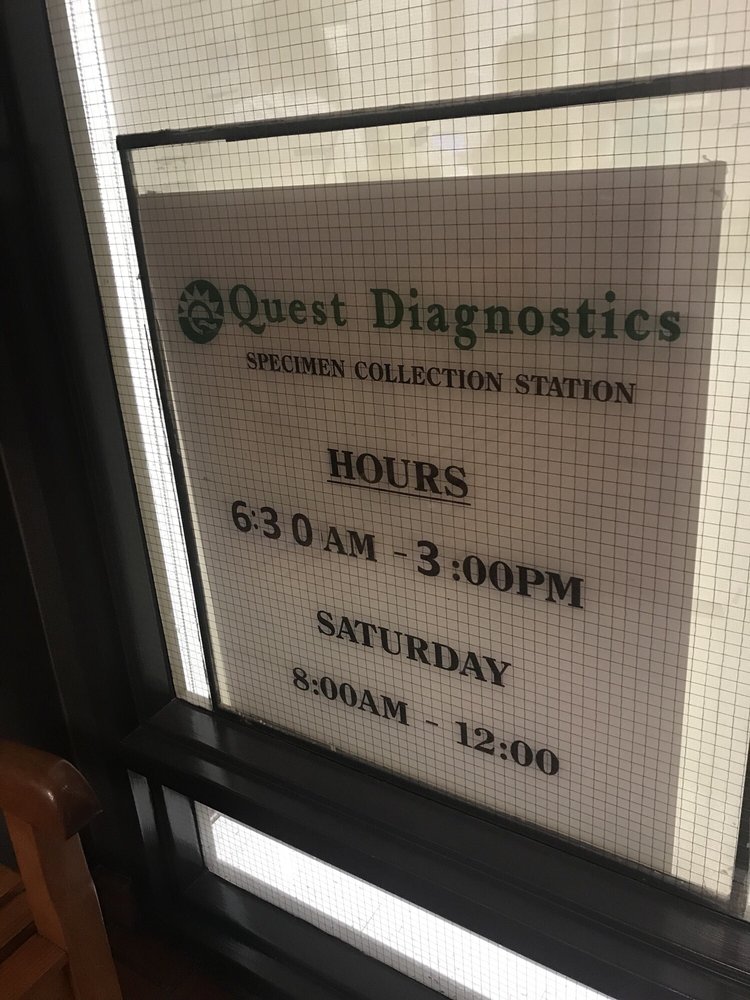 Quest Diagnostics
SPECIMEN COLLECTION STATION
HOURS
6:30 AM - 3:00PM
SATURDAY
8:00AM - 12:00